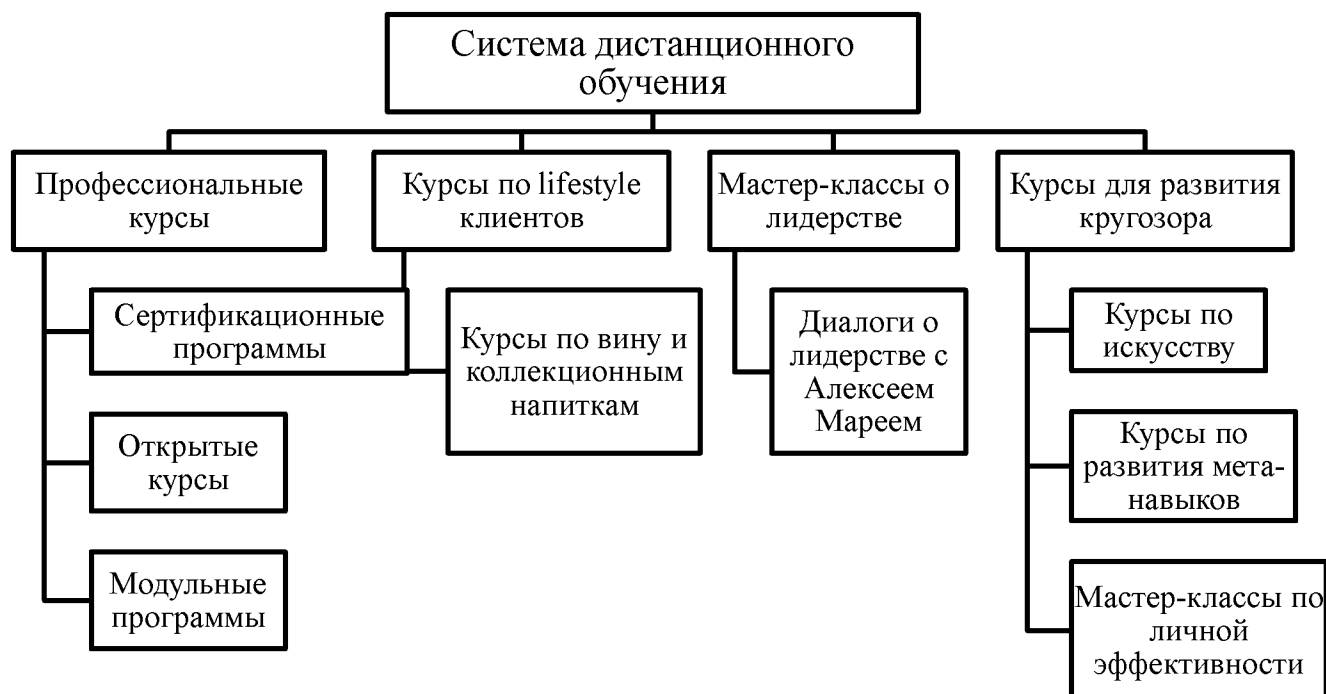 Система дистанционного
обучения
Профессиональные
курсы
Курсы по lifestyle
клиентов
Мастер-классы о
лидерстве
Курсы для развития
кругозора
Сертификационные
программы
Открытые
курсы
Модульные
программы
Курсы по вину и
коллекционным
напиткам
Диалоги о
лидерстве с
Алексеем
Мареем
Курсы по
искусству
Курсы по
развития мета-
навыков
Мастер-классы по
личной
эффективности